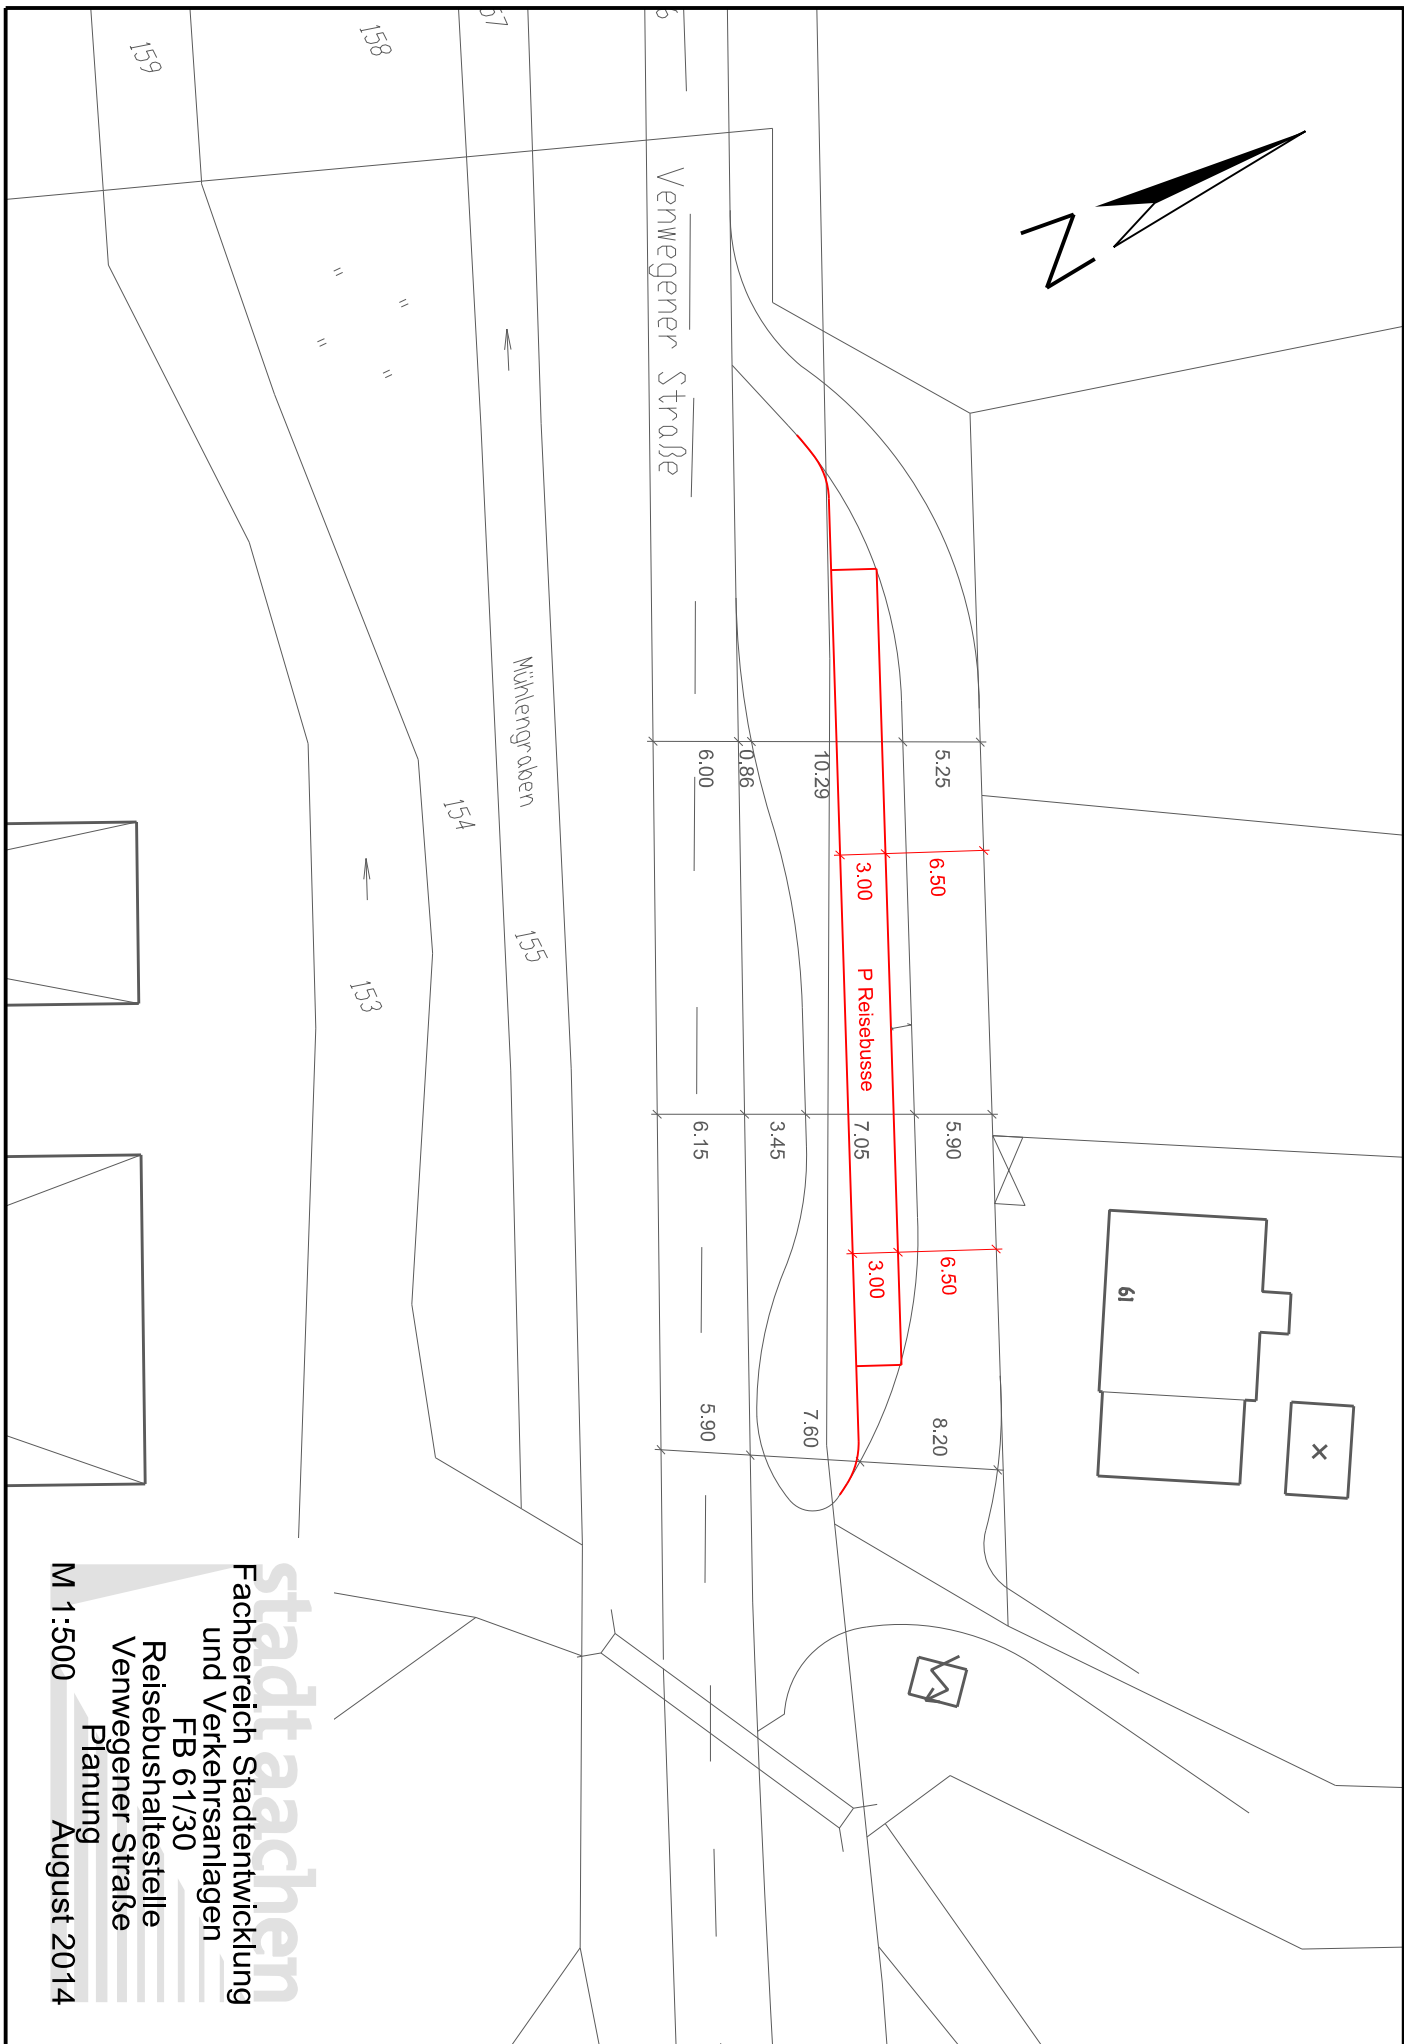 159
158
Venwegener Straße
Mühlengraben
154
155
153
6.00
0.86
10.29
5.25
3.00
6.50
P Reisebusse
6.15
3.45
7.05
5.90
3.00
6.50
5.90
7.60
8.20
61
N
stadt aachen
Fachbereich Stadtentwicklung
und Verkehrsanlagen
FB 61/30
Reisebushaltestelle
Venwegener Straße
Planung
M 1:500 August 2014